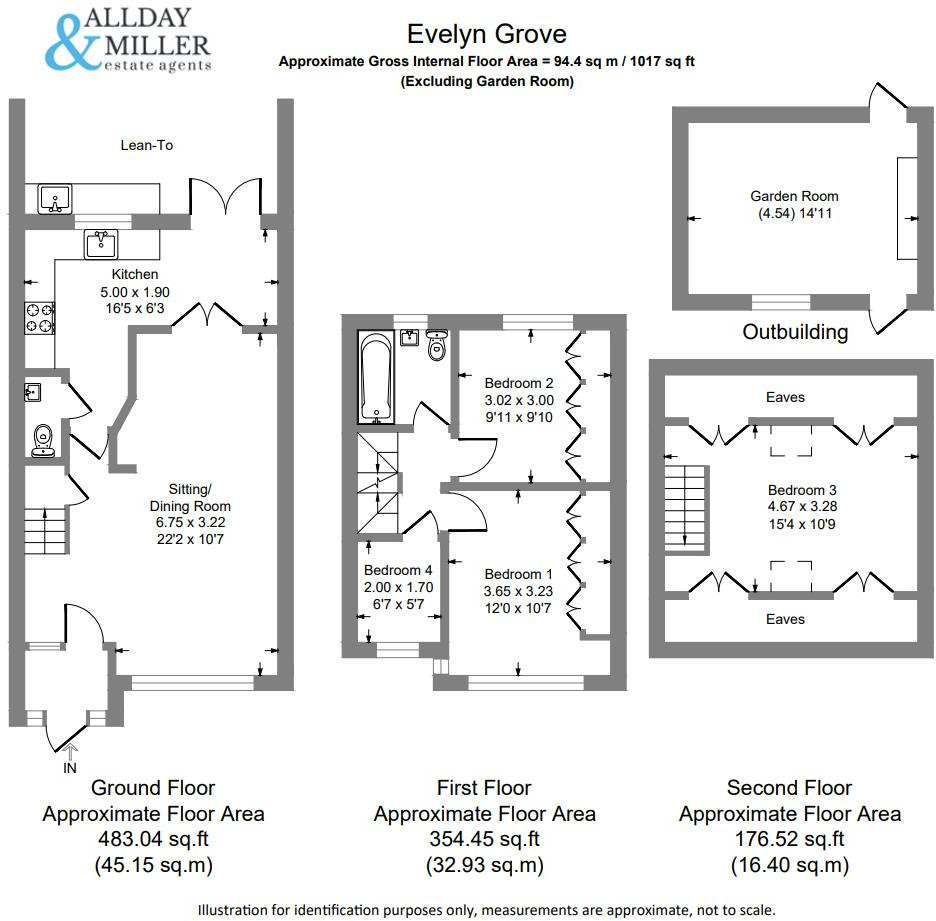 ALLDAY
& MILLER
estate agents
Evelyn Grove
Approximate Gross Internal Floor Area = 94.4 sq m / 1017 sq ft
(Excluding Garden Room)
Lean-To
Kitchen
5.00 x 1.90
16'5 x 6'3
Sitting/
Dining Room
6.75 x 3.22
22'2 x 10'7
IN
Bedroom 2
3.02 x 3.00
9'11 x 9'10
Bedroom 4
2.00 x 1.70
6'7 x 5'7
Bedroom 1
3.65 x 3.23
12'0 x 10'7
Garden Room
(4.54) 14'11
Outbuilding
Eaves
Bedroom 3
4.67 x 3.28
15'4 x 10'9
Eaves
Ground Floor
Approximate Floor Area
483.04 sq.ft
(45.15 sq.m)
First Floor
Approximate Floor Area
354.45 sq.ft
(32.93 sq.m)
Second Floor
Approximate Floor Area
176.52 sq.ft
(16.40 sq.m)
Illustration for identification purposes only, measurements are approximate, not to scale.